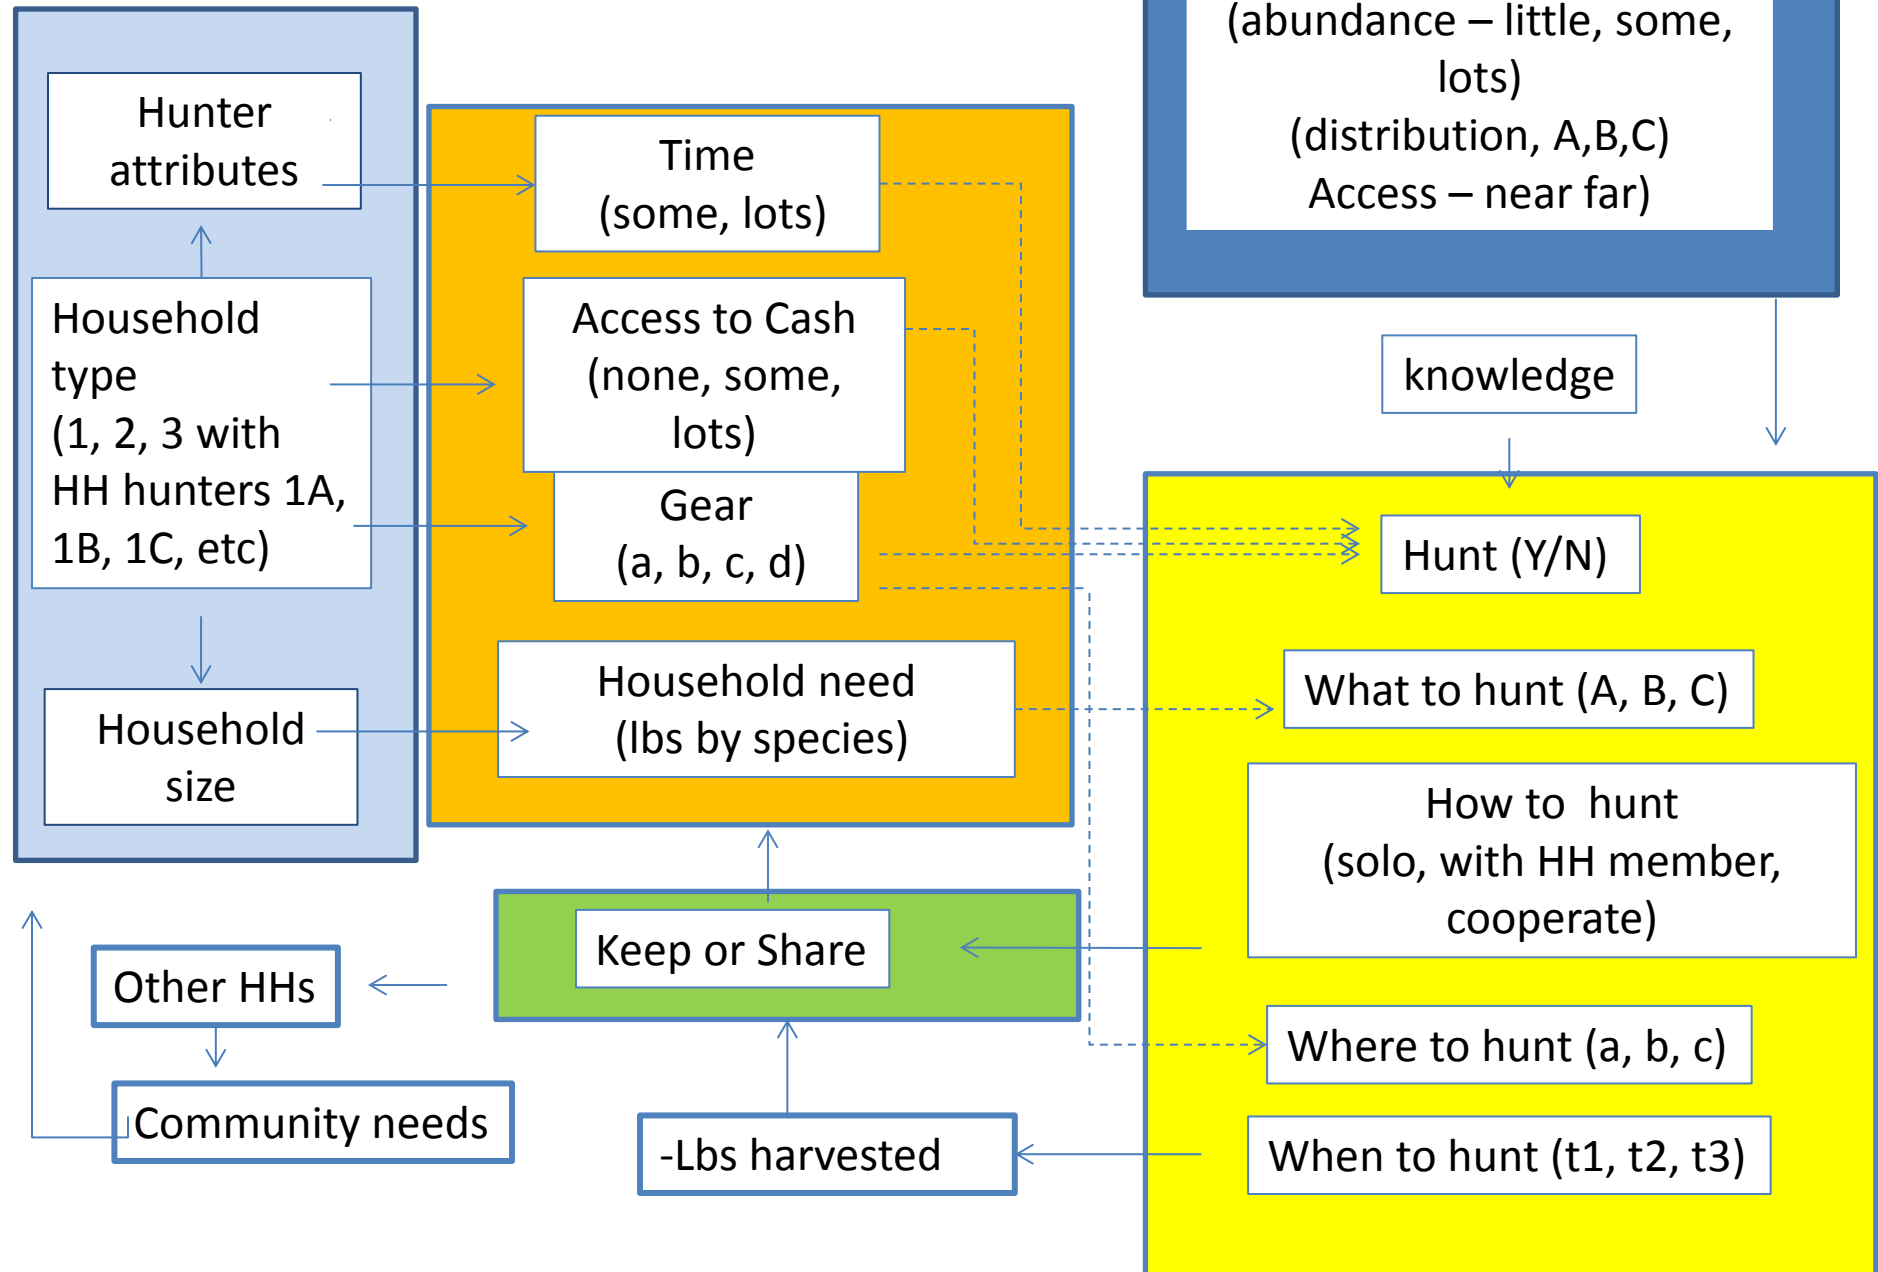 (abundance – little, some,
lots)
(distribution, A,B,C)
Access – near far)
Hunter
attributes
Time
(some, lots)
Household
type
(1, 2, 3 with
HH hunters 1A,
1B, 1C, etc)
Access to Cash
(none, some,
lots)
knowledge
Gear
(a, b, c, d)
Hunt (Y/N)
Household need
(lbs by species)
What to hunt (A, B, C)
Household
size
How to  hunt
(solo, with HH member,
cooperate)
Keep or Share
Other HHs
Where to hunt (a, b, c)
Community needs
-Lbs harvested
When to hunt (t1, t2, t3)